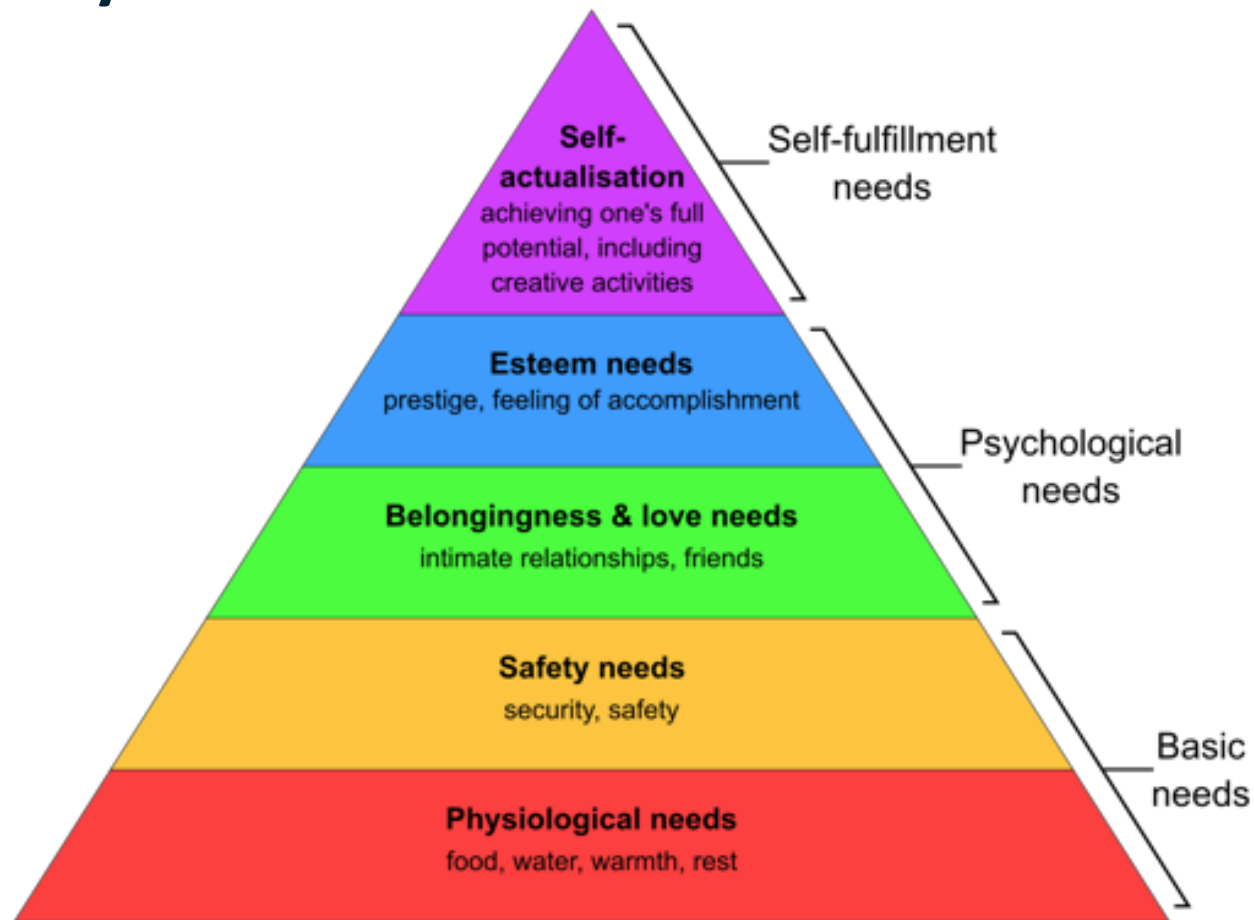 Self-
actualisation
achieving one's full
potential, including
creative activities
Self-fulfillment
needs
Esteem needs
prestige, feeling of accomplishment
Psychological
needs
Belongingness & love needs
intimate relationships, friends
Safety needs
security, safety
Basic
needs
Physiological needs
food, water, warmth, rest